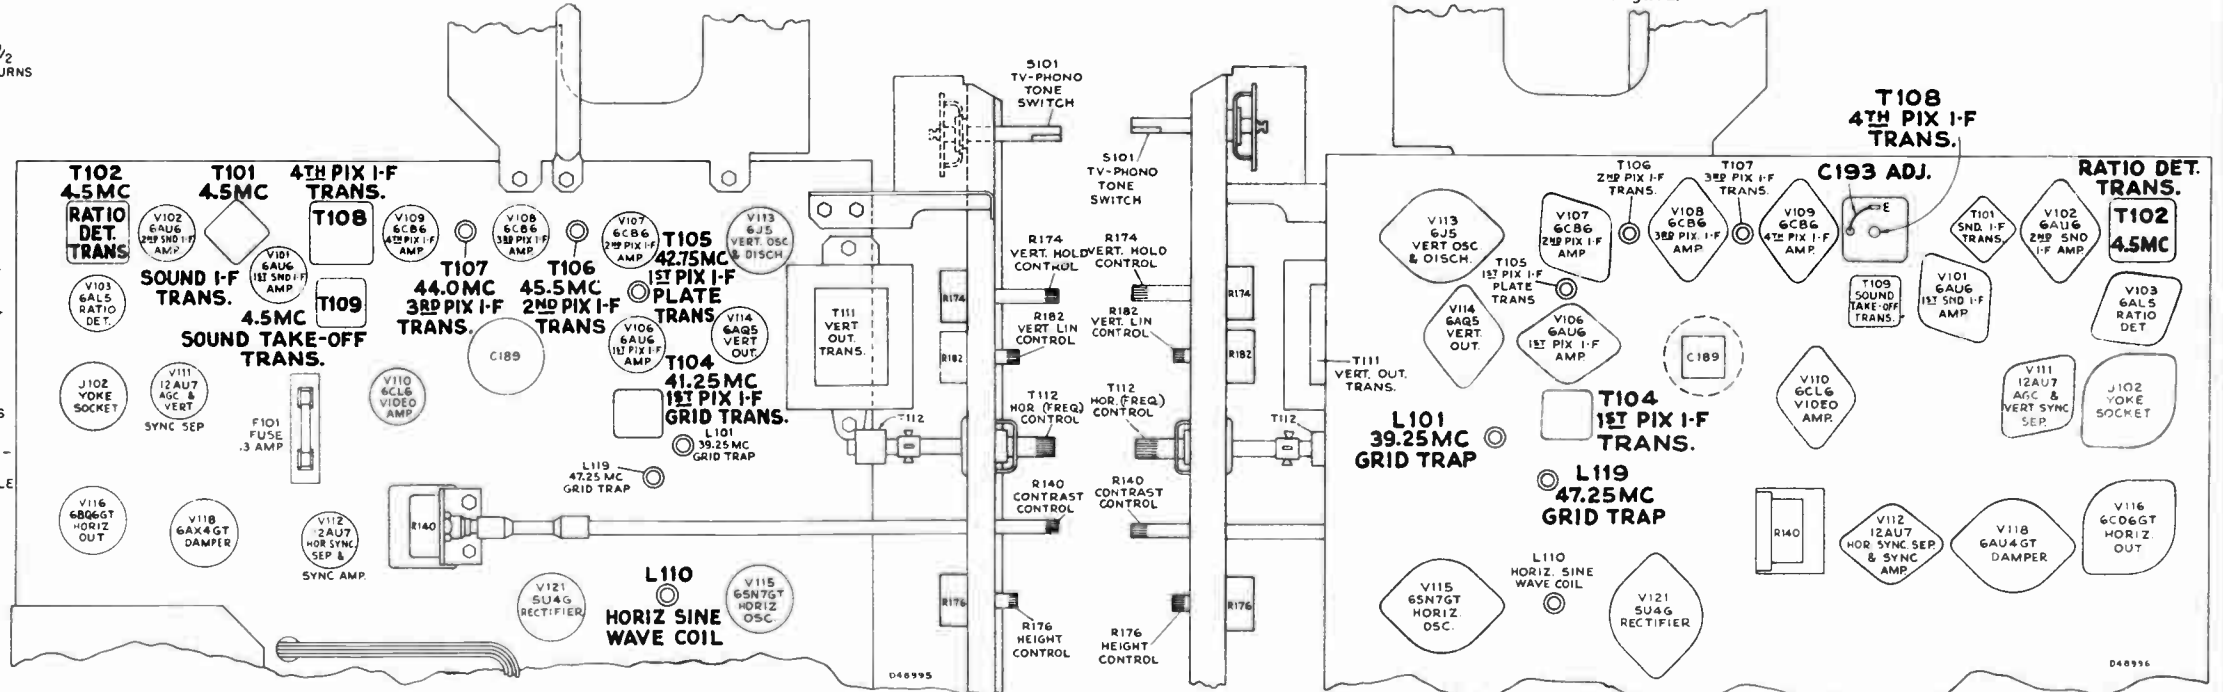 1/2
URNS
LE
T102
4.5MC
RATIO
DET.
TRANS
V102
6AU6
2ND SND I-F
AMP
T101
4.5MC
V101
6AU6
1ST SND I-F
AMP
SOUND I-F
TRANS.
V103
6AL5
RATIO
DET.
4TH PIX I-F
TRANS.
T108
T109
4.5MC
SOUND TAKE-OFF
TRANS.
V109
6CB6
4TH PIX I-F
AMP
T107
44.0MC
3RD PIX I-F
TRANS.
V108
6CB6
3RD PIX I-F
AMP
T106
45.5MC
2ND PIX I-F
TRANS
V107
6CB6
2ND PIX I-F
AMP
T105
42.75MC
1ST PIX I-F
PLATE
TRANS
V113
6J5
VERT. OSC
& DISCH.
V106
6AU6
1ST PIX I-F
AMP
V114
6AQ5
VERT
OUT.
T104
41.25MC
1ST PIX I-F
GRID TRANS.
L101
39.25MC
GRID TRAP
L119
47.25 MC
GRID TRAP
C189
T111
VERT
OUT.
TRANS.
T112
J102
YOKE
SOCKET
V111
12AU7
AGC &
VERT
SYNC SEP
F101
FUSE
.3 AMP
V110
6CL6
VIDEO
AMP
V116
6BQ6GT
HORIZ
OUT
V118
6AX4GT
DAMPER
V112
12AU7
HOR SYNC.
SEP &
SYNC AMP.
R140
V121
5U4G
RECTIFIER
L110
HORIZ SINE
WAVE COIL
V115
6SN7GT
HORIZ
OSC.
D48995
R174
R182
R176
S101
TV-PHONO
TONE
SWITCH
R174
VERT. HOLD
CONTROL
R182
VERT LIN
CONTROL
T112
HOR (FREQ)
CONTROL
R140
CONTRAST
CONTROL
R176
HEIGHT
CONTROL
S101
TV-PHONO
TONE
SWITCH
R174
VERT. HOLD
CONTROL
R182
VERT. LIN
CONTROL
T112
HOR. (FREQ.)
CONTROL
R140
CONTRAST
CONTROL
R176
HEIGHT
CONTROL
R174
R182
R176
T112
T111
VERT. OUT.
TRANS.
V113
6J5
VERT OSC
& DISCH.
V107
6CB6
2ND PIX I-F
AMP
T106
2ND PIX I-F
TRANS.
V108
6CB6
3RD PIX. I-F
AMP.
T107
3RD PIX I-F
TRANS.
V109
6CB6
4TH PIX I-F
AMP.
T108
4TH PIX I-F
TRANS.
C193 ADJ.
E
T101
SND. I-F
TRANS.
V102
6AU6
2ND SND
I-F AMP.
RATIO DET.
TRANS.
T102
4.5MC
T105
1ST PIX I-F
PLATE
TRANS
V114
6AQ5
VERT.
OUT.
V106
6AU6
1ST PIX I-F
AMP.
C189
T109
SOUND
TAKE-OFF
TRANS.
V101
6AU6
1ST SND I-F
AMP
V103
6AL5
RATIO
DET
T104
1ST PIX I-F
TRANS.
L101
39.25MC
GRID TRAP
V110
6CL6
VIDEO
AMP.
V111
12AU7
AGC &
VERT SYNC
SEP.
J102
YOKE
SOCKET
L119
47.25MC
GRID TRAP
R140
V112
12AU7
HOR. SYNC. SEP.
& SYNC
AMP.
V118
6AU4GT
DAMPER
V116
6CD6GT
HORIZ.
OUT
V115
6SN7GT
HORIZ.
OSC.
L110
HORIZ. SINE
WAVE COIL
V121
5U4G
RECTIFIER
D48996